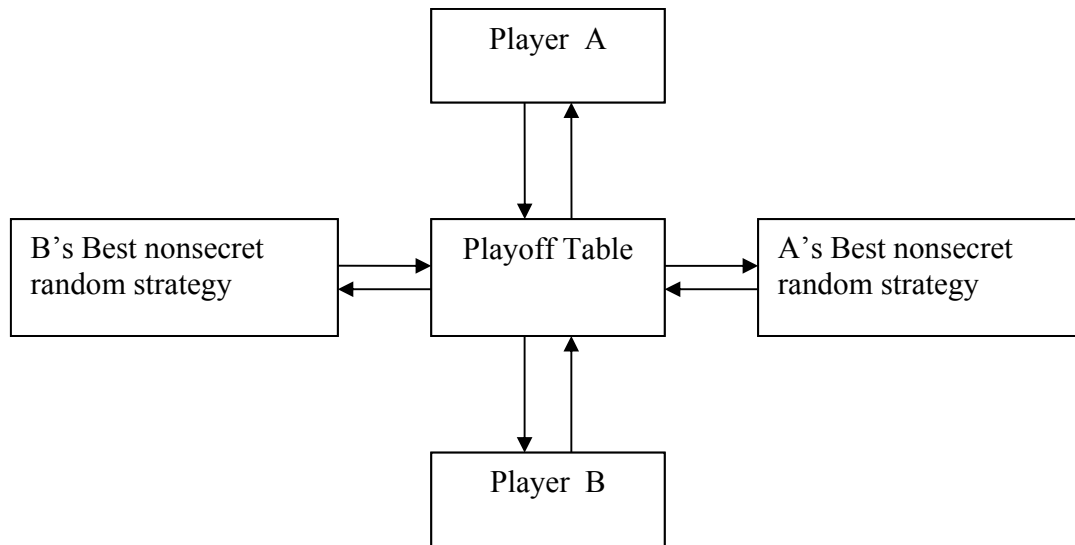 Player A
B’s Best nonsecret
random strategy
Playoff Table
A’s Best nonsecret
random strategy
Player B